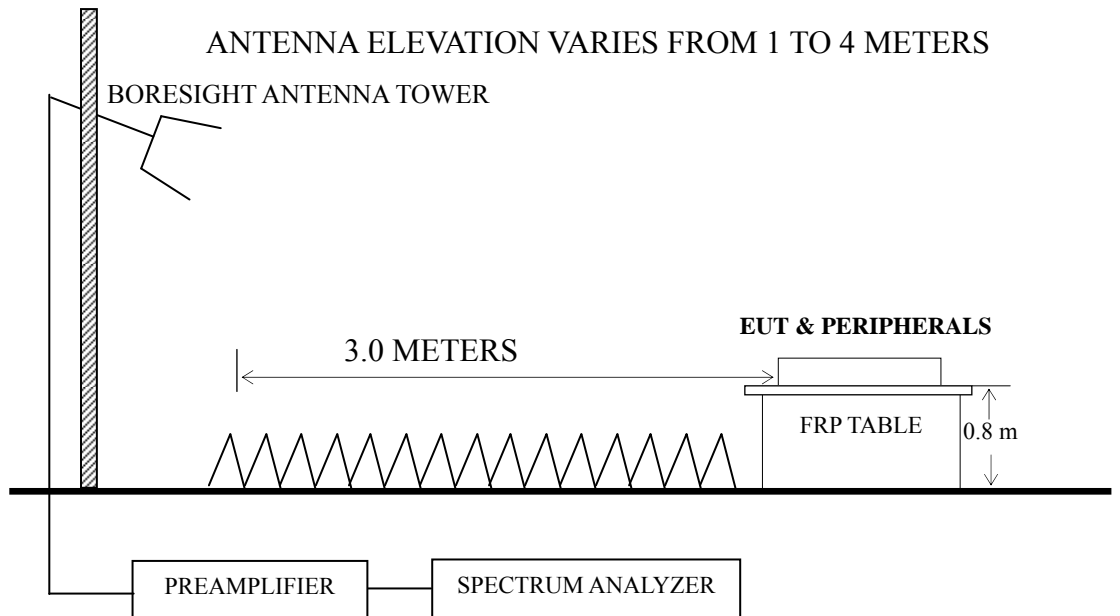 ANTENNA ELEVATION VARIES FROM 1 TO 4 METERS
BORESIGHT ANTENNA TOWER
EUT & PERIPHERALS
3.0 METERS
FRP TABLE
0.8 m
PREAMPLIFIER
SPECTRUM ANALYZER